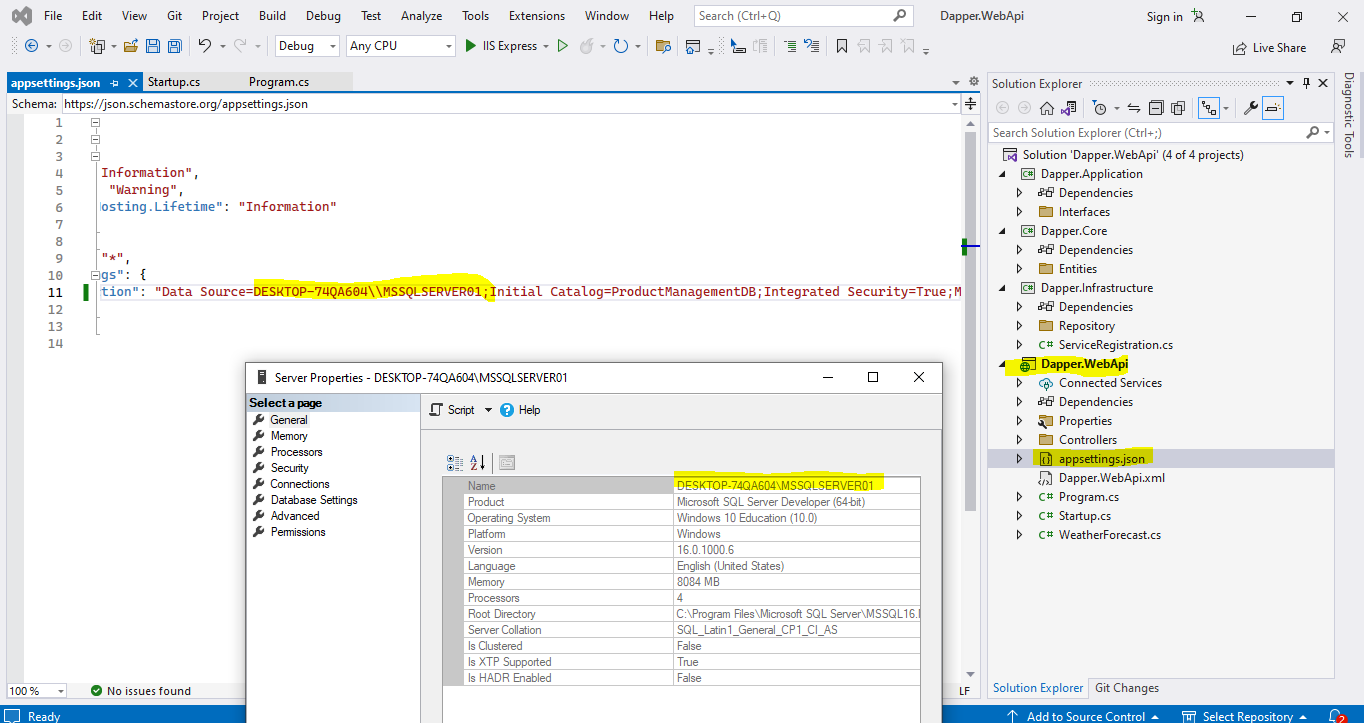 File Edit View Git Project Build Debug Test Analyze Tools Extensions Window Help Search (Ctrl+Q) Dapper.WebApi Sign in
Debug Any CPU IIS Express Live Share
appsettings.json Startup.cs Program.cs
Schema: https://json.schemastore.org/appsettings.json
1
2
3
4 Information",
5 "Warning",
6 osting.Lifetime": "Information"
7
8
9 "*",
10 gs": {
11 tion": "Data Source=DESKTOP-74QA604\\MSSQLSERVER01;Initial Catalog=ProductManagementDB;Integrated Security=True;M
12
13
14
Server Properties - DESKTOP-74QA604\MSSQLSERVER01
Select a page
General
Memory
Processors
Security
Connections
Database Settings
Advanced
Permissions
Script Help
Name DESKTOP-74QA604\MSSQLSERVER01
Product Microsoft SQL Server Developer (64-bit)
Operating System Windows 10 Education (10.0)
Platform Windows
Version 16.0.1000.6
Language English (United States)
Memory 8084 MB
Processors 4
Root Directory C:\Program Files\Microsoft SQL Server\MSSQL16.
Server Collation SQL_Latin1_General_CP1_CI_AS
Is Clustered False
Is XTP Supported True
Is HADR Enabled False
100 % No issues found LF
Solution Explorer
Search Solution Explorer (Ctrl+;)
Solution 'Dapper.WebApi' (4 of 4 projects)
Dapper.Application
Dependencies
Interfaces
Dapper.Core
Dependencies
Entities
Dapper.Infrastructure
Dependencies
Repository
C# ServiceRegistration.cs
Dapper.WebApi
Connected Services
Dependencies
Properties
Controllers
appsettings.json
Dapper.WebApi.xml
C# Program.cs
C# Startup.cs
C# WeatherForecast.cs
Solution Explorer Git Changes
Diagnostic Tools
Ready Add to Source Control Select Repository 2